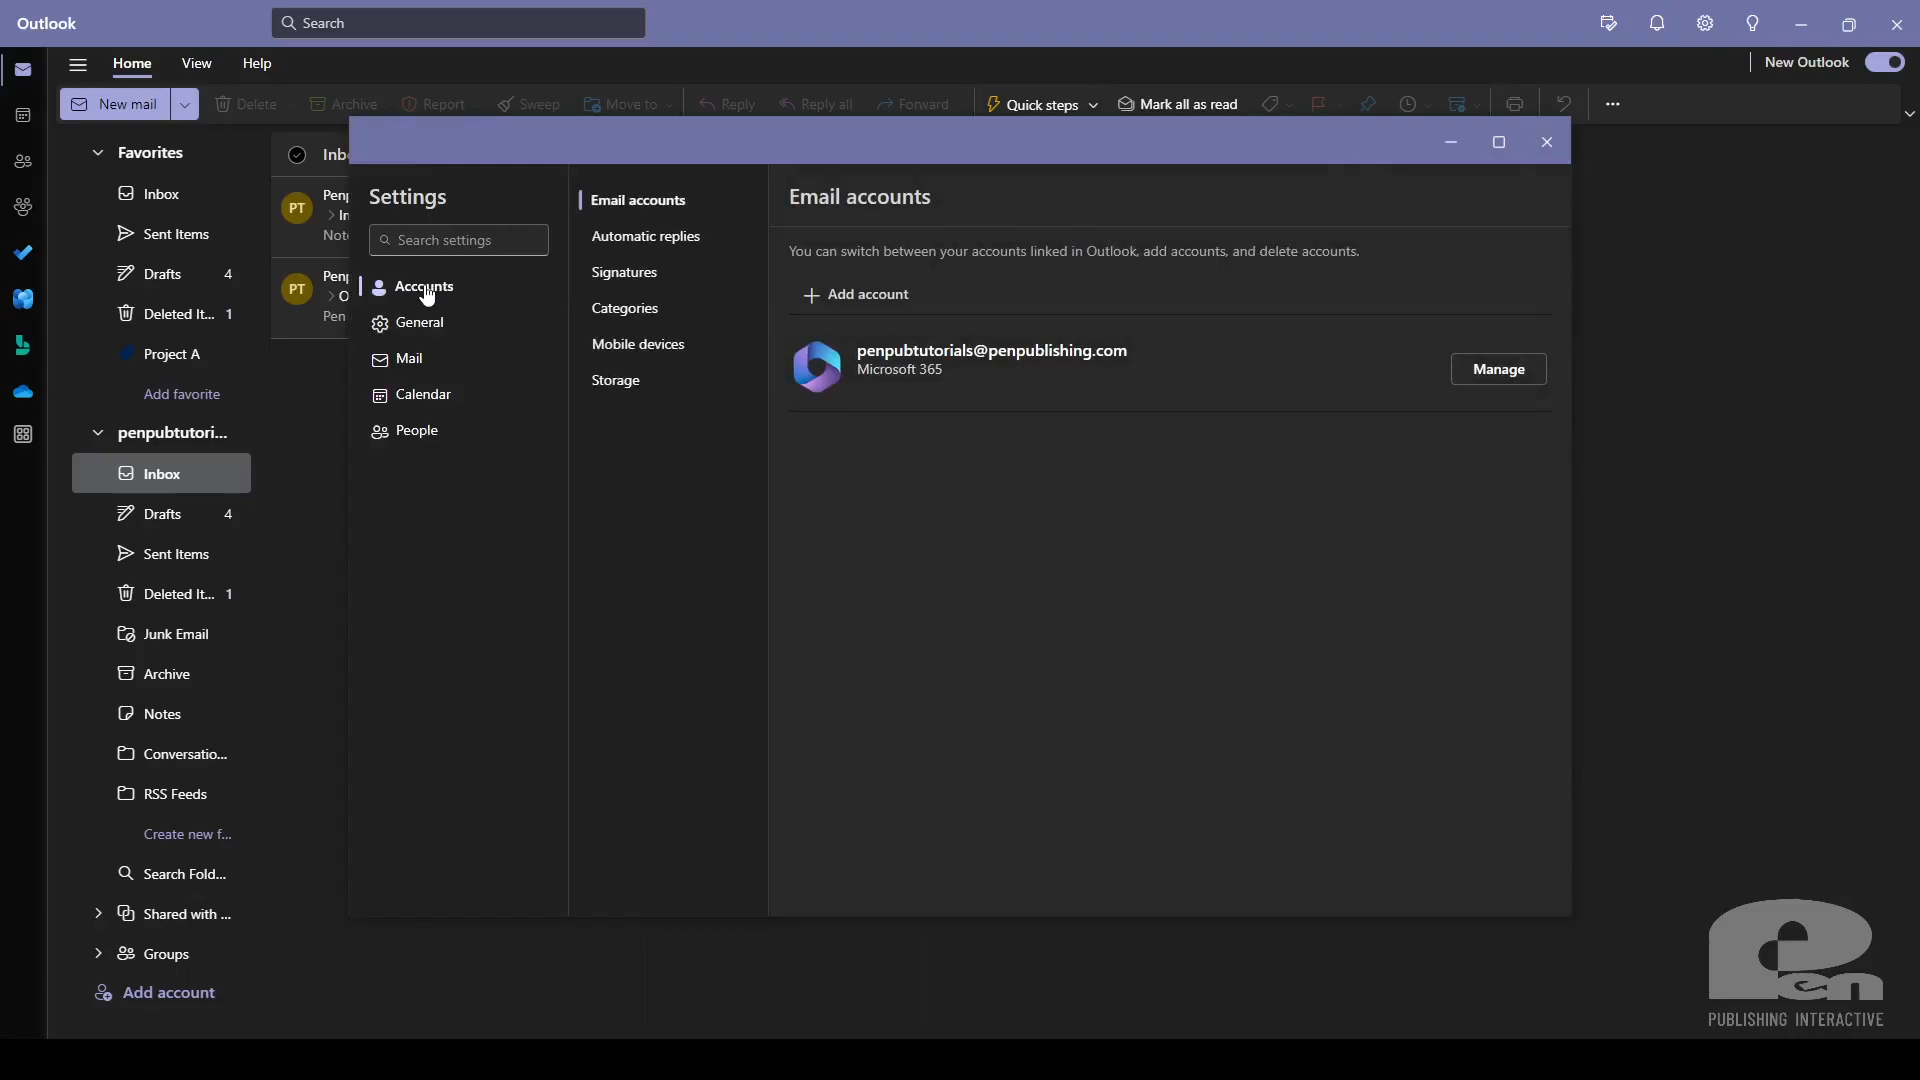 Outlook
Search
Home
View
Help
New Outlook
New mail
Delete
Archive
Report
Sweep
Move to
Reply
Reply all
Forward
Quick steps
Mark all as read
Favorites
Inbox
Sent Items
Drafts 4
Deleted It... 1
Project A
Add favorite
penpubtutori...
Inbox
Drafts 4
Sent Items
Deleted It... 1
Junk Email
Archive
Notes
Conversatio...
RSS Feeds
Create new f...
Search Fold...
Shared with ...
Groups
Add account
PT
PT
Settings
Search settings
Accounts
General
Mail
Calendar
People
Email accounts
Automatic replies
Signatures
Categories
Mobile devices
Storage
Email accounts
You can switch between your accounts linked in Outlook, add accounts, and delete accounts.
Add account
penpubtutorials@penpublishing.com
Microsoft 365
Manage
Pen
PUBLISHING INTERACTIVE